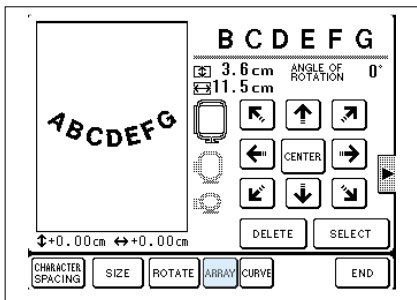 B C D E F G
3.6cm ANGLE OF ROTATION 0°
11.5cm
ABCDEFG
CENTER
DELETE SELECT
↕+0.00cm ↔+0.00cm
CHARACTER SPACING SIZE ROTATE ARRAY CURVE END